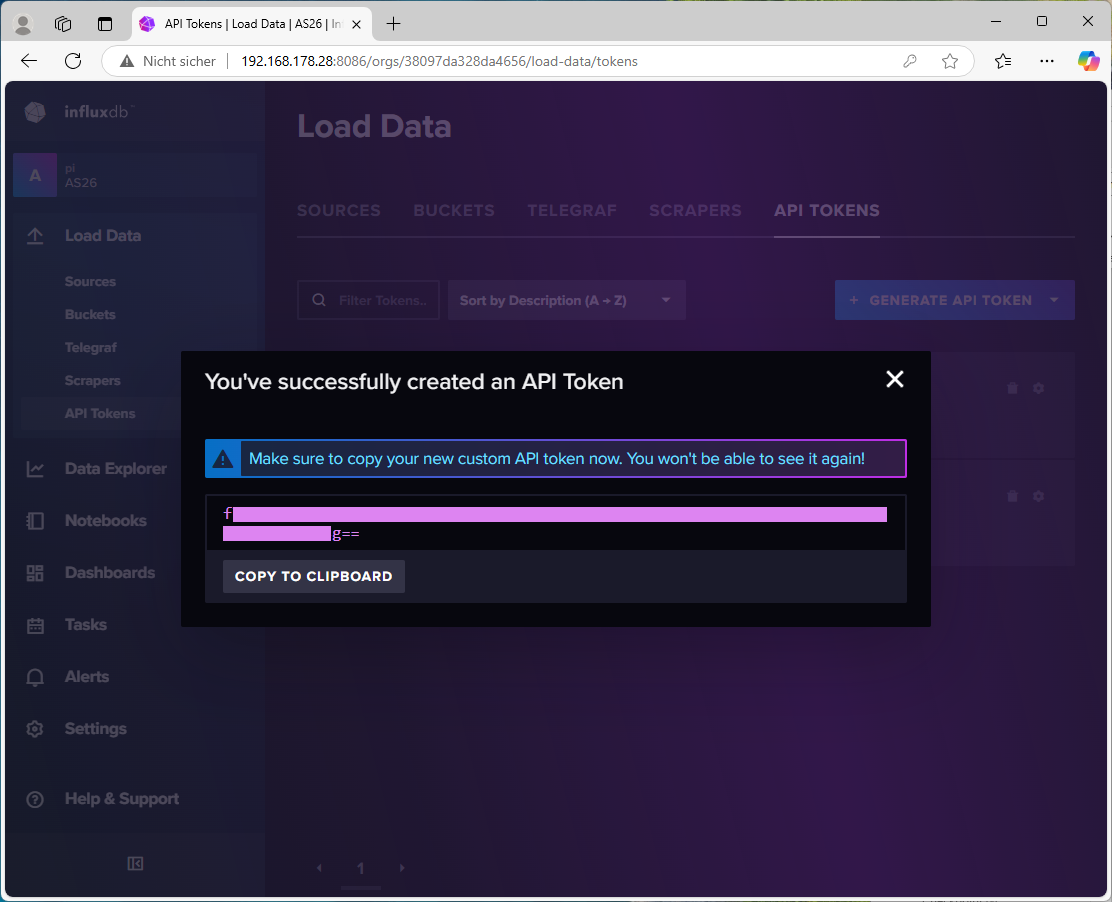 API Tokens | Load Data | AS26 | In
Nicht sicher
192.168.178.28:8086/orgs/38097da328da4656/load-data/tokens
influxdb™
A
pi
AS26
Load Data
Sources
Buckets
Telegraf
Scrapers
API Tokens
Data Explorer
Notebooks
Dashboards
Tasks
Alerts
Settings
Help & Support
Load Data
SOURCES BUCKETS TELEGRAF SCRAPERS API TOKENS
Filter Tokens..
Sort by Description (A → Z)
+ GENERATE API TOKEN
You've successfully created an API Token
Make sure to copy your new custom API token now. You won't be able to see it again!
f
g==
COPY TO CLIPBOARD
1